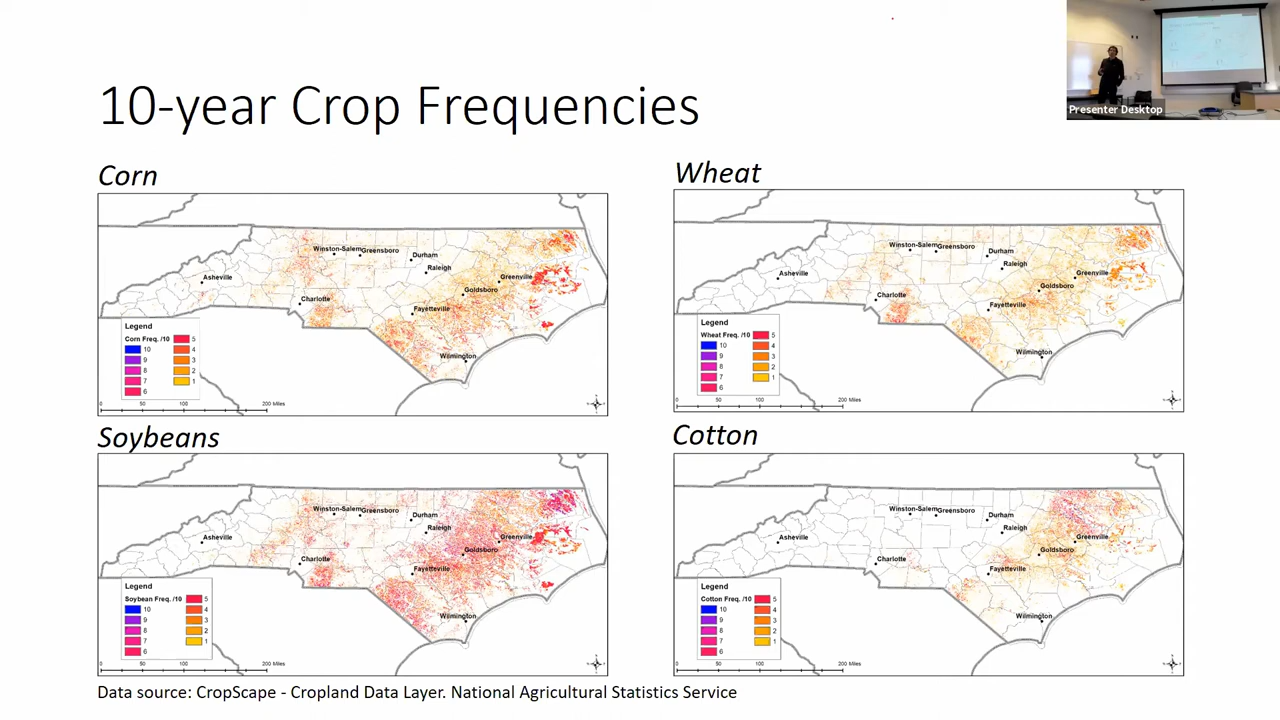 10-year Crop Frequencies
Presenter Desktop
Corn
Winston-Salem Greensboro
Durham
Raleigh
Asheville
Greenville
Goldsboro
Charlotte
Fayetteville
Wilmington
Legend
Corn Freq. /10
10
9
8
7
6
5
4
3
2
1
0 50 100 200 Miles
Wheat
Winston-Salem Greensboro
Durham
Raleigh
Asheville
Greenville
Goldsboro
Charlotte
Fayetteville
Wilmington
Legend
Wheat Freq. /10
10
9
8
7
6
5
4
3
2
1
0 50 100 200 Miles
Soybeans
Winston-Salem Greensboro
Durham
Raleigh
Asheville
Greenville
Goldsboro
Charlotte
Fayetteville
Wilmington
Legend
Soybean Freq. /10
10
9
8
7
6
5
4
3
2
1
0 50 100 200 Miles
Cotton
Winston-Salem Greensboro
Durham
Raleigh
Asheville
Greenville
Goldsboro
Charlotte
Fayetteville
Wilmington
Legend
Cotton Freq. /10
10
9
8
7
6
5
4
3
2
1
0 50 100 200 Miles
Data source: CropScape - Cropland Data Layer. National Agricultural Statistics Service